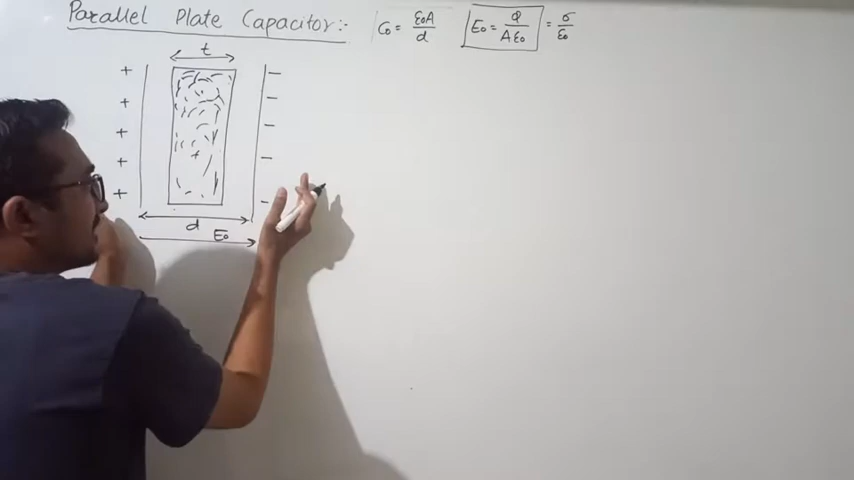 Parallel Plate Capacitor :-
C₀ = ε₀A/d
E₀ = Q/Aε₀ = σ/ε₀
t
+ −
+ −
+ −
+ −
+ −
d
E₀